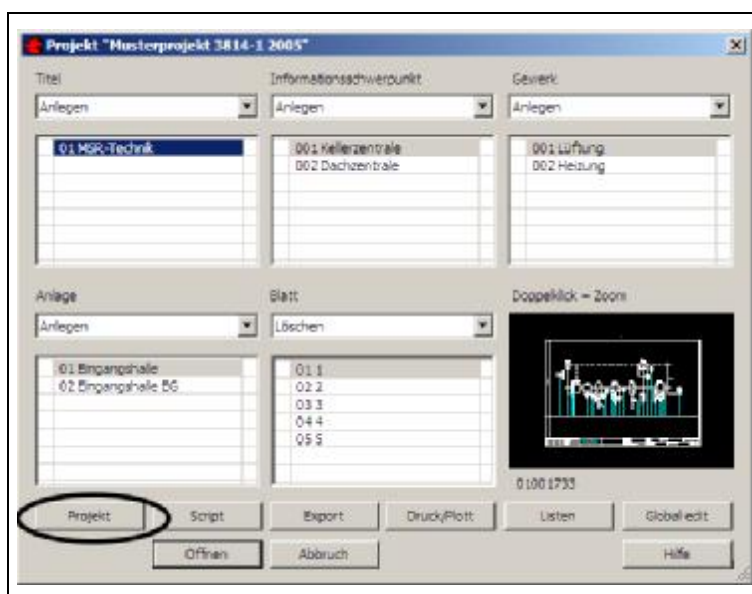 Projekt "Musterprojekt 3814-1 2005"
Titel
Informationsschwerpunkt
Gewerk
Anlegen
Anlegen
Anlegen
01 MSR-Technik
001 Kellerzentrale
002 Dachzentrale
001 Lüftung
002 Heizung
Anlage
Blatt
Doppelklick = Zoom
Anlegen
Löschen
01 Eingangshalle
02 Eingangshalle EG
01 1
02 2
03 3
04 4
05 5
01001733
Projekt
Script
Export
Druck/Plott
Listen
Global edit
Öffnen
Abbruch
Hilfe